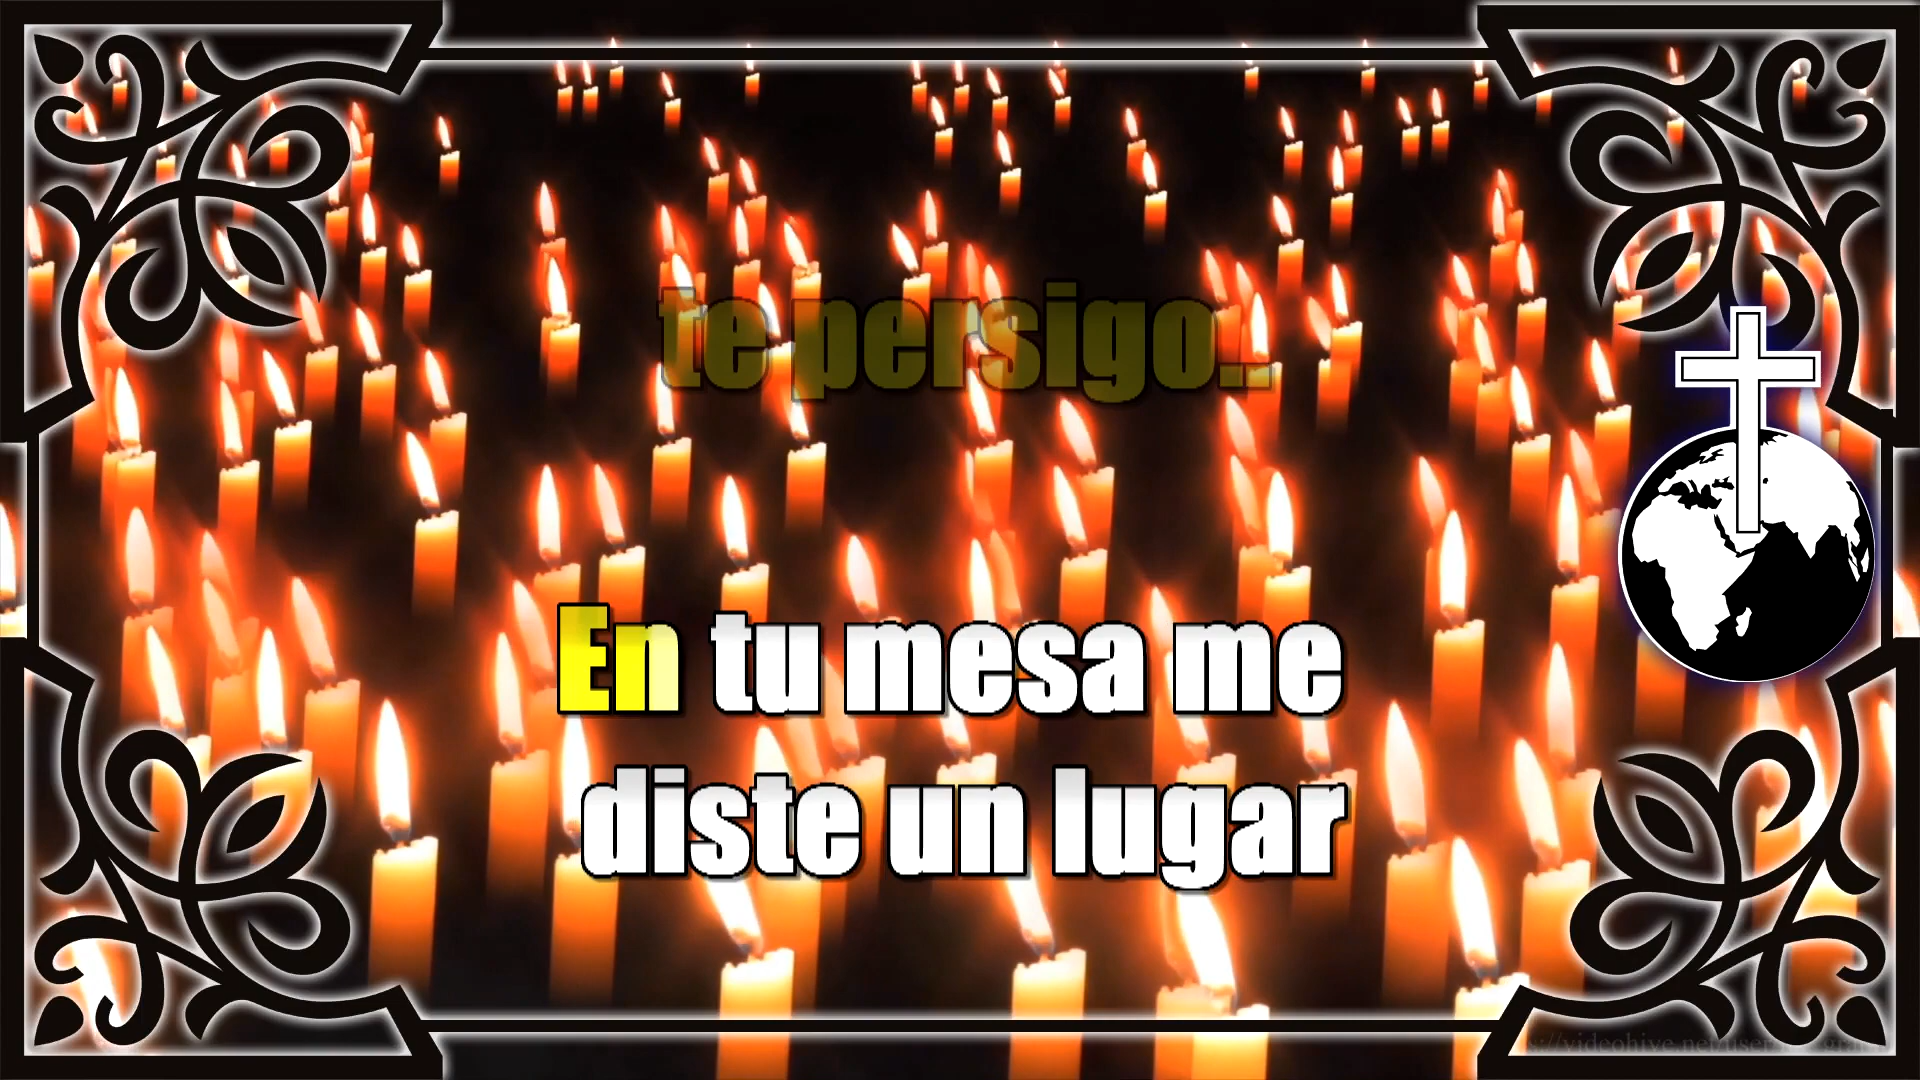 te persigo..
En tu mesa me
diste un lugar